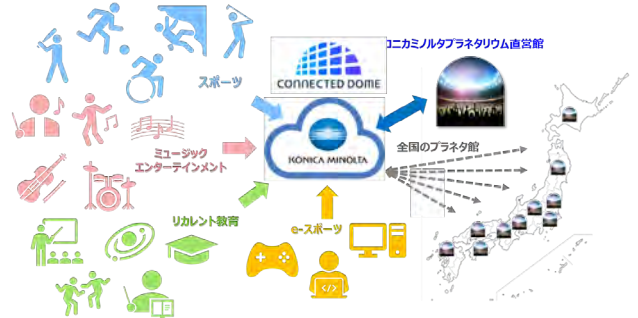 コニカミノルタプラネタリウム直営館
スポーツ
CONNECTED DOME
KONICA MINOLTA
全国のプラネタ館
ミュージック
エンターテインメント
リカレント教育
e-スポーツ